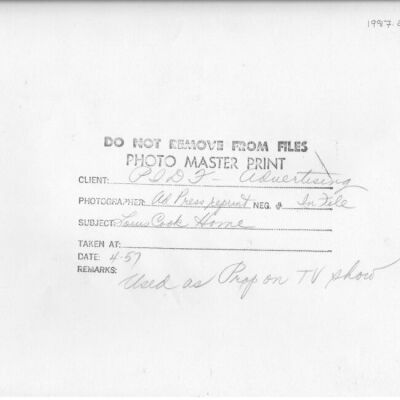 1987.
DO NOT REMOVE FROM FILES
PHOTO MASTER PRINT
CLIENT: P.I.D.F - Advertising
PHOTOGRAPHER: Ad Press reprint NEG. # In File
SUBJECT: Louis Cook Home
TAKEN AT:
DATE: 4-57
REMARKS:
Used as Prop on TV show